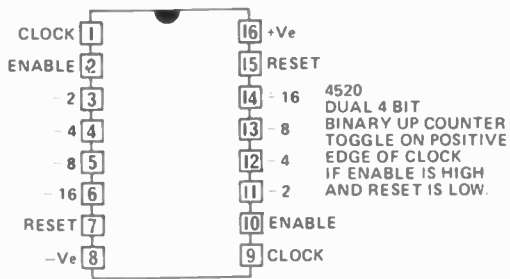 CLOCK 1
ENABLE 2
- 2 3
- 4 4
- 8 5
- 16 6
RESET 7
-Ve 8
16 +Ve
15 RESET
14 - 16
13 - 8
12 - 4
11 - 2
10 ENABLE
9 CLOCK
4520
DUAL 4 BIT
BINARY UP COUNTER
TOGGLE ON POSITIVE
EDGE OF CLOCK
IF ENABLE IS HIGH
AND RESET IS LOW.